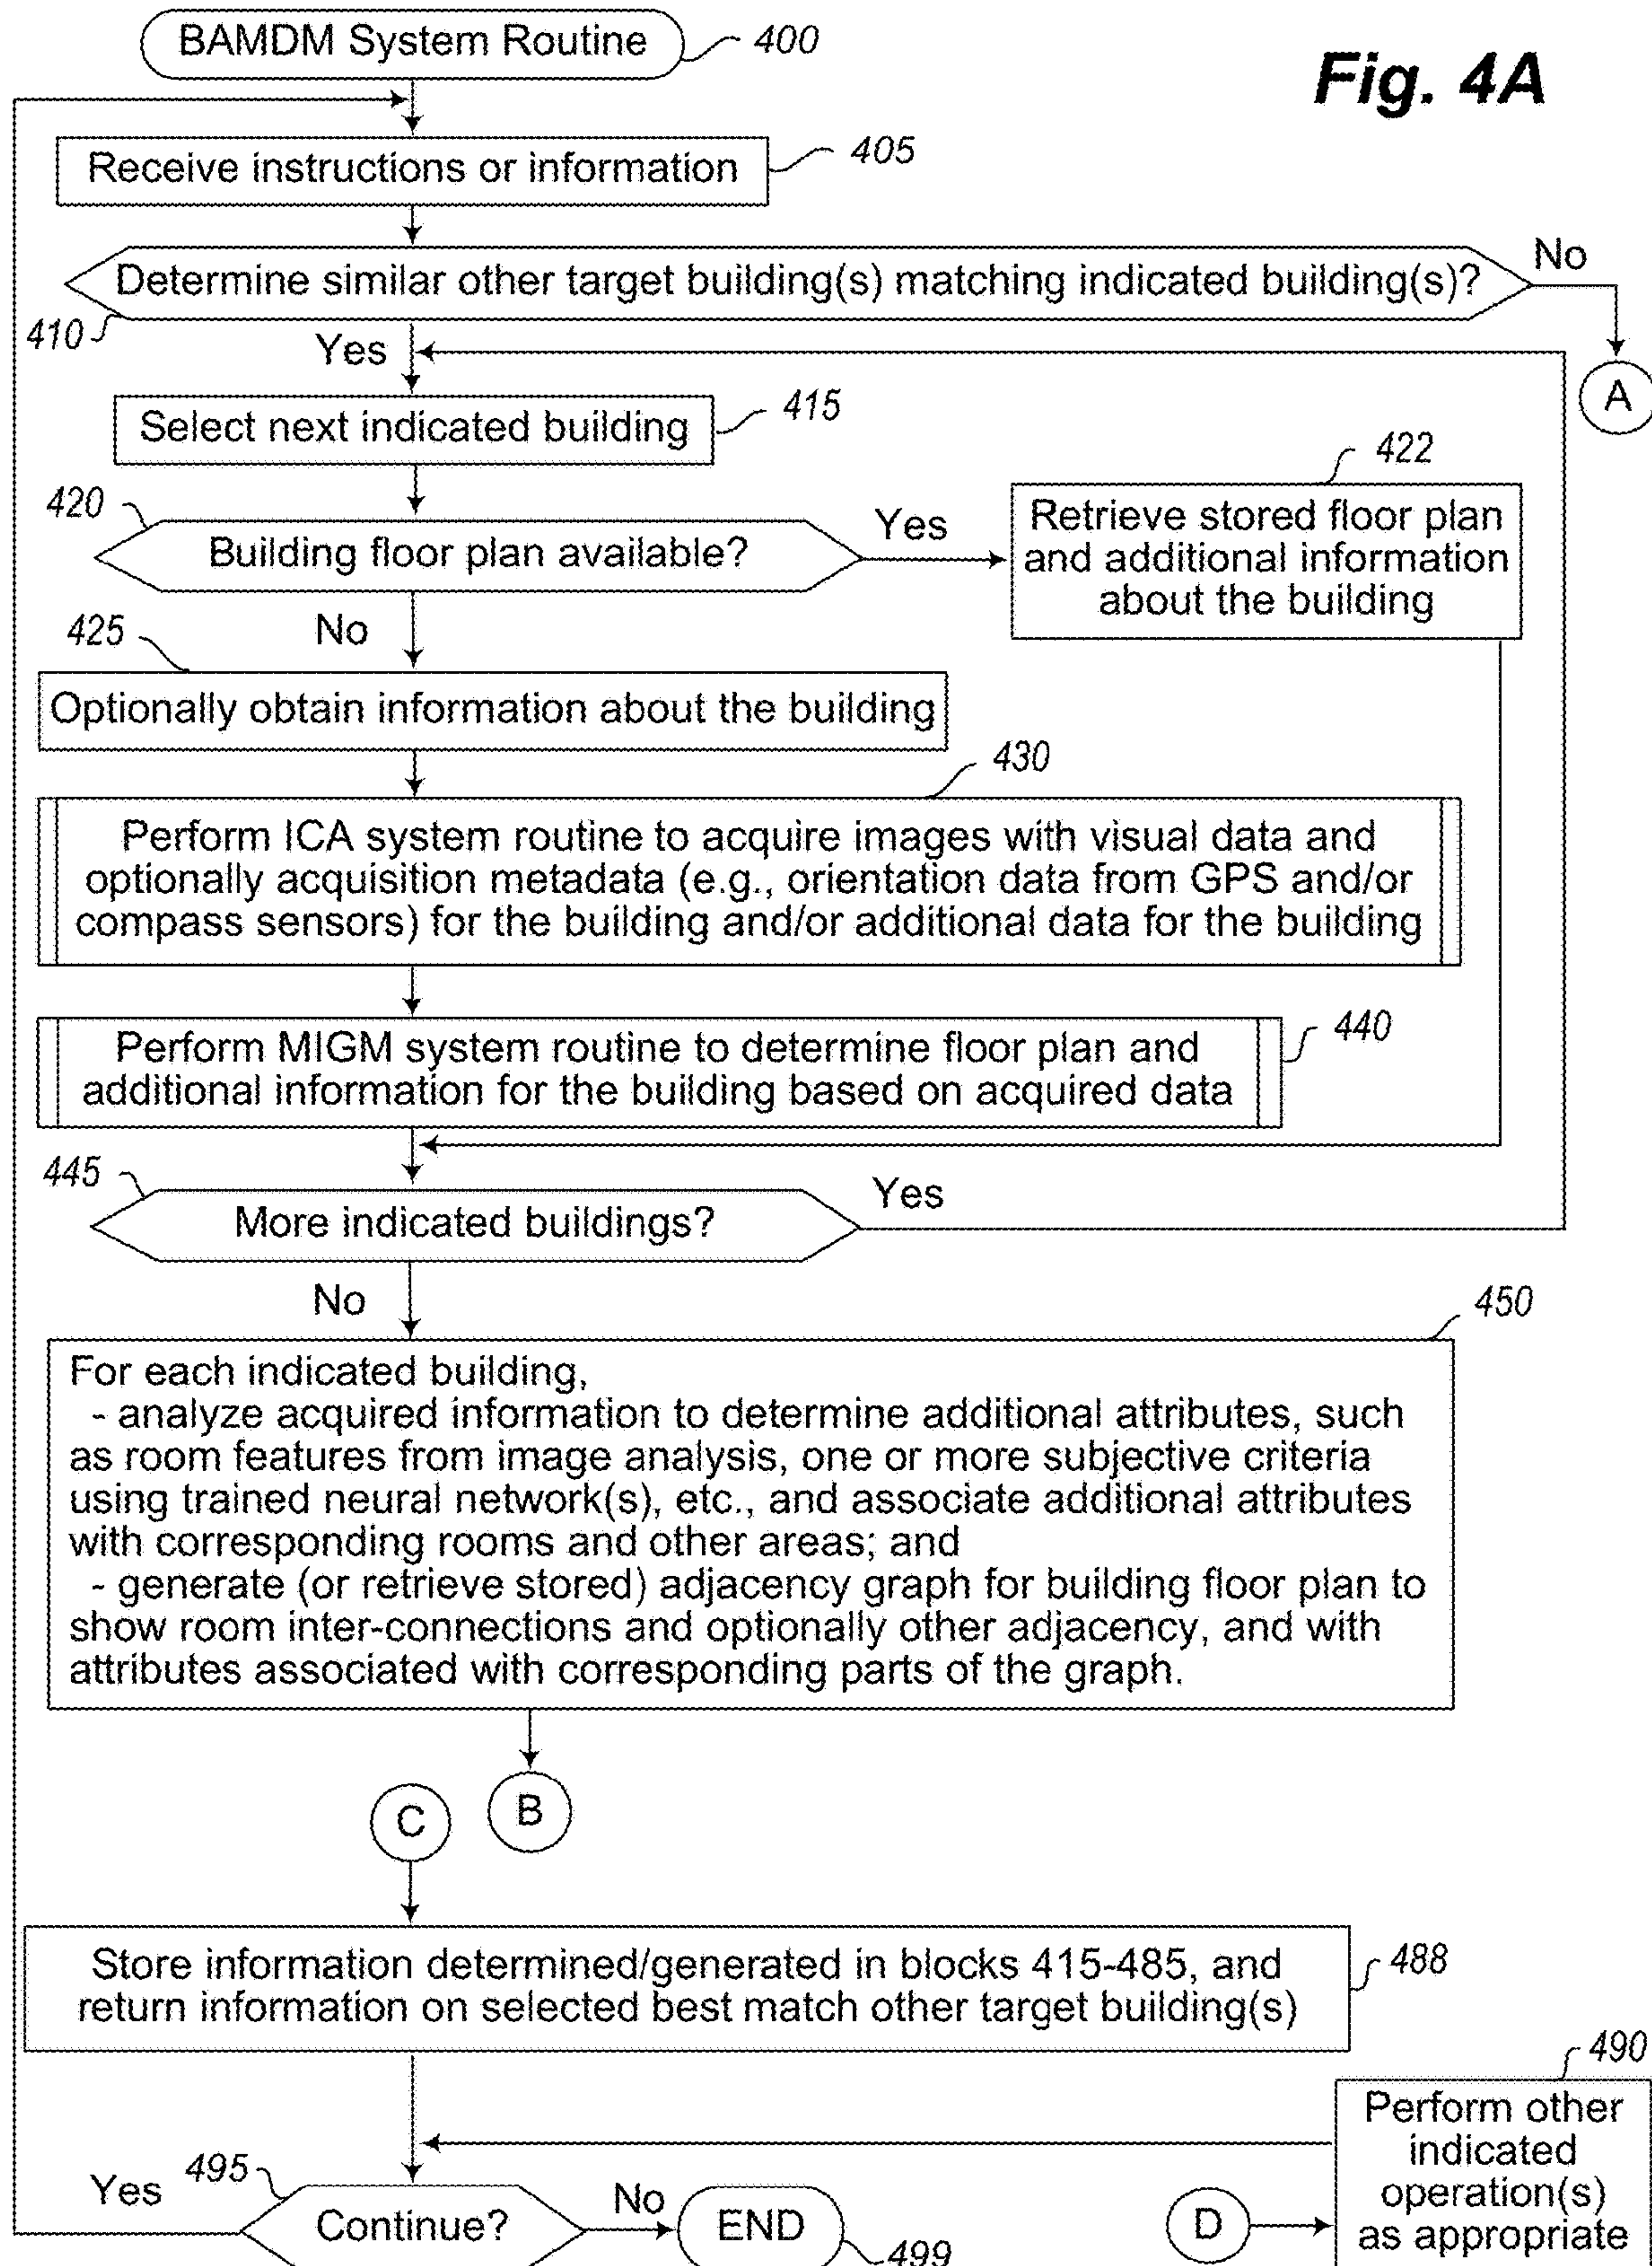 BAMDM System Routine
400
Fig. 4A
Receive instructions or information
405
Determine similar other target building(s) matching indicated building(s)?
No
410
Yes
A
Select next indicated building
415
420
Building floor plan available?
Yes
422
Retrieve stored floor plan
and additional information
about the building
425
No
Optionally obtain information about the building
430
Perform ICA system routine to acquire images with visual data and
optionally acquisition metadata (e.g., orientation data from GPS and/or
compass sensors) for the building and/or additional data for the building
Perform MIGM system routine to determine floor plan and
additional information for the building based on acquired data
440
445
More indicated buildings?
Yes
No
450
For each indicated building,
- analyze acquired information to determine additional attributes, such
as room features from image analysis, one or more subjective criteria
using trained neural network(s), etc., and associate additional attributes
with corresponding rooms and other areas; and
- generate (or retrieve stored) adjacency graph for building floor plan to
show room inter-connections and optionally other adjacency, and with
attributes associated with corresponding parts of the graph.
C
B
Store information determined/generated in blocks 415-485, and
return information on selected best match other target building(s)
488
490
Perform other
indicated
operation(s)
as appropriate
Yes
495
Continue?
No
END
499
D